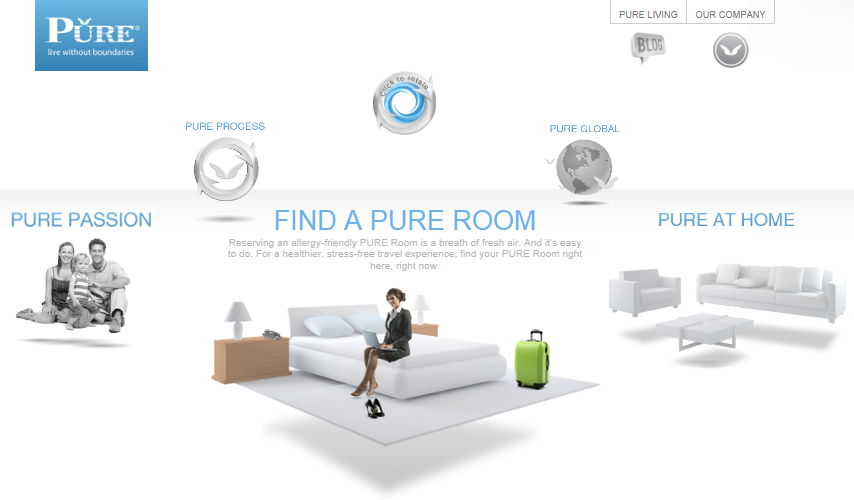 PURE®
live without boundaries
PURE LIVING
OUR COMPANY
BLOG
Click to rotate
PURE PROCESS
PURE GLOBAL
PURE PASSION
FIND A PURE ROOM
PURE AT HOME
Reserving an allergy-friendly PURE Room is a breath of fresh air. And it's easy
to do. For a healthier, stress-free travel experience, find your PURE Room right
here, right now.